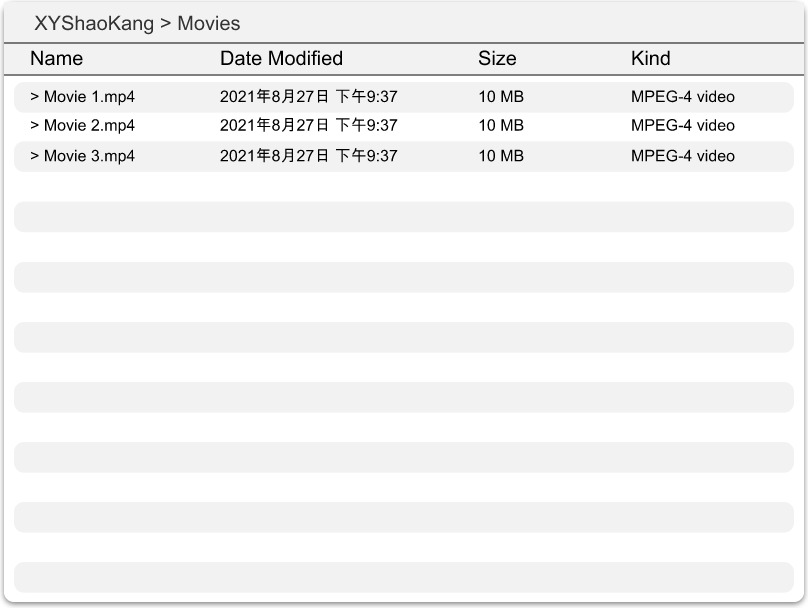 XYShaoKang > Movies
Name Date Modified Size Kind
> Movie 1.mp4 2021年8月27日 下午9:37 10 MB MPEG-4 video
> Movie 2.mp4 2021年8月27日 下午9:37 10 MB MPEG-4 video
> Movie 3.mp4 2021年8月27日 下午9:37 10 MB MPEG-4 video